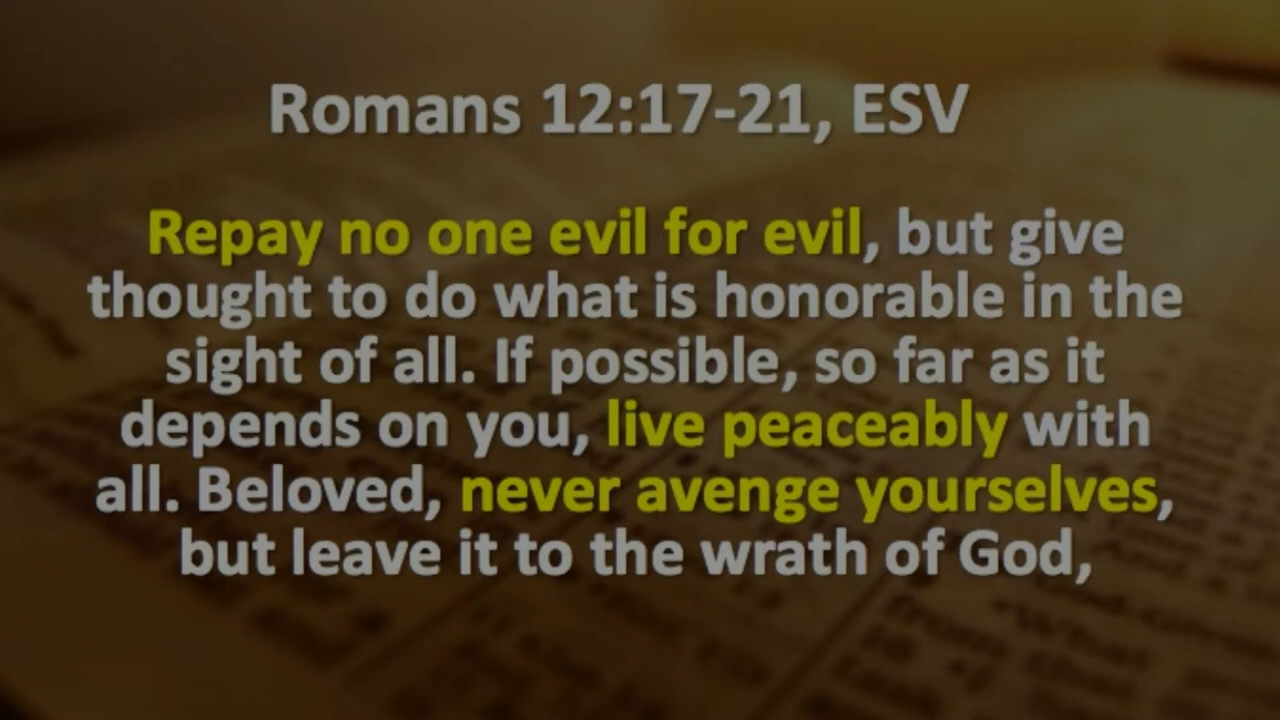 Romans 12:17-21, ESV
Repay no one evil for evil, but give
thought to do what is honorable in the
sight of all. If possible, so far as it
depends on you, live peaceably with
all. Beloved, never avenge yourselves,
but leave it to the wrath of God,